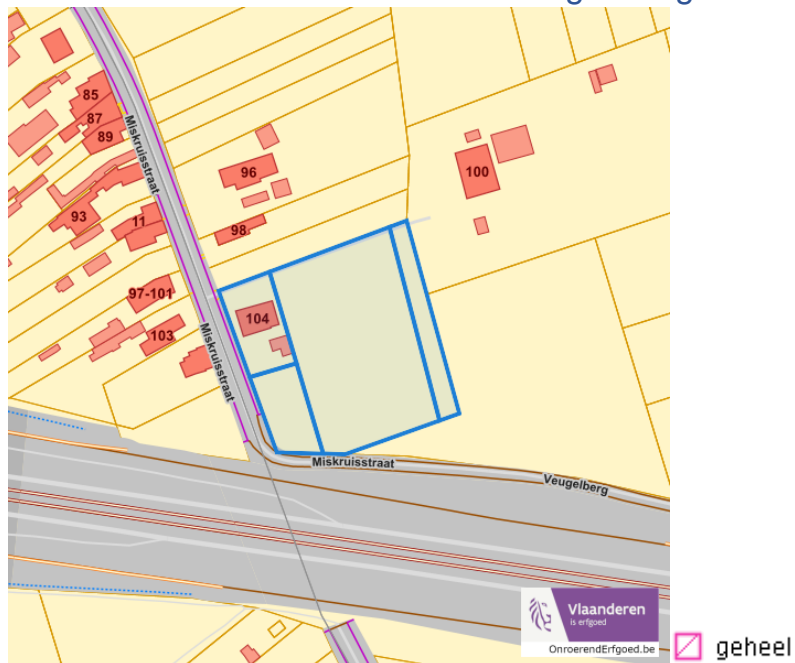 85
87
89
Miskruisstraat
96
100
93
11
98
97-101
104
103
Miskruisstraat
Miskruisstraat
Veugelberg
Vlaanderen
is erfgoed
OnroerendErfgoed.be
geheel